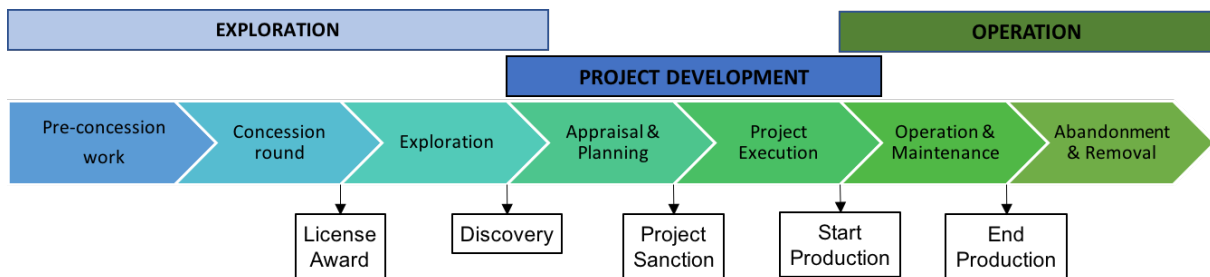 EXPLORATION
OPERATION
PROJECT DEVELOPMENT
Pre-concession
work
Concession
round
Exploration
Appraisal &
Planning
Project
Execution
Operation &
Maintenance
Abandonment
& Removal
License
Award
Discovery
Project
Sanction
Start
Production
End
Production